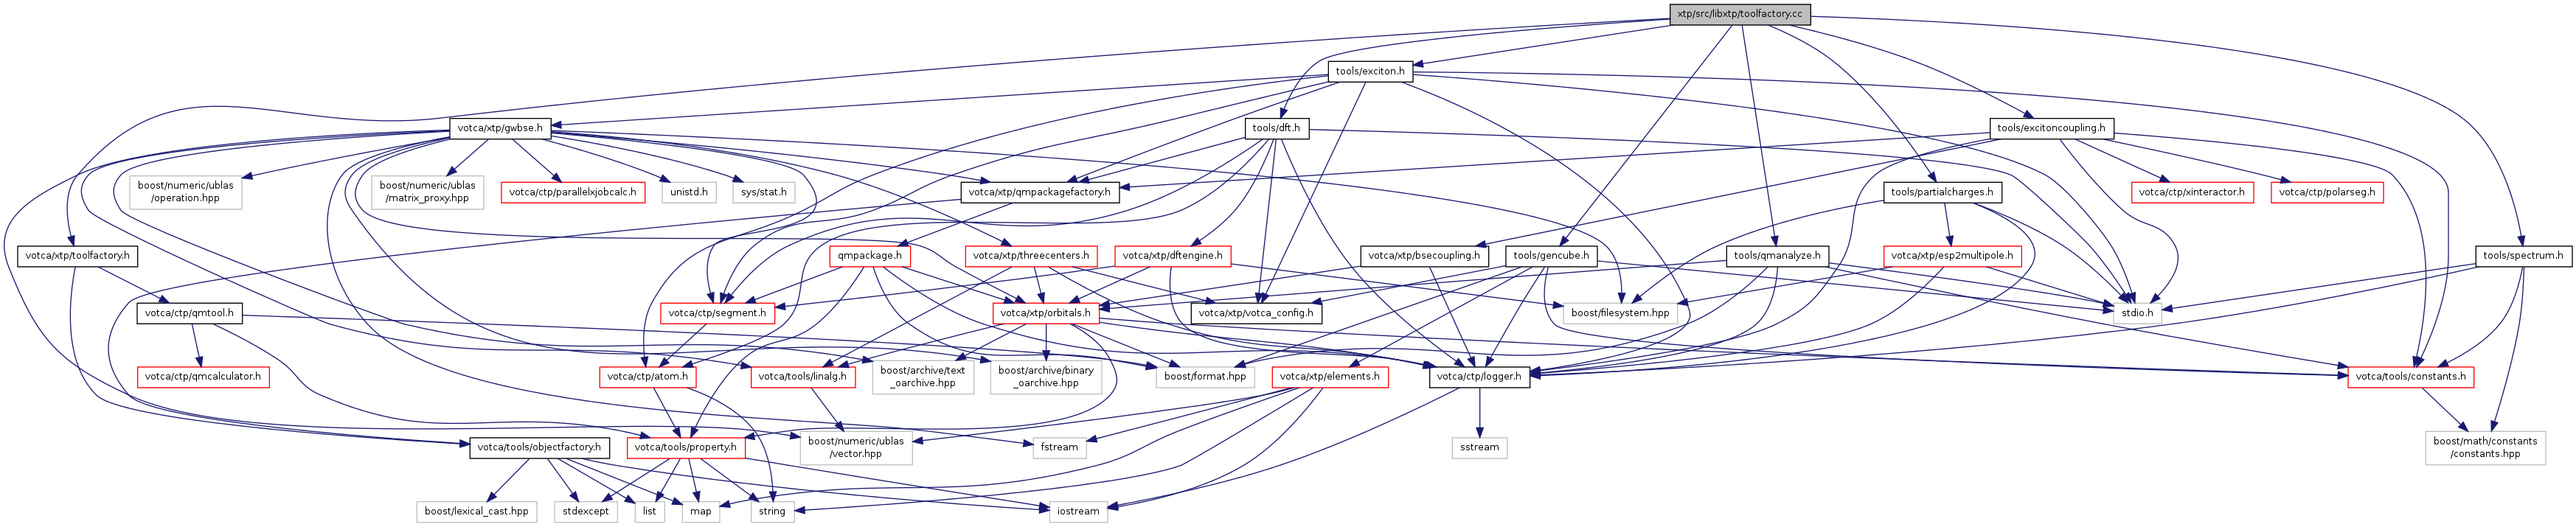 xtp/src/libxtp/toolfactory.cc
tools/exciton.h
votca/xtp/gwbse.h
tools/dft.h
tools/excitoncoupling.h
boost/numeric/ublas
/operation.hpp
boost/numeric/ublas
/matrix_proxy.hpp
votca/ctp/parallelxjobcalc.h
unistd.h
sys/stat.h
votca/xtp/qmpackagefactory.h
tools/partialcharges.h
votca/ctp/xinteractor.h
votca/ctp/polarseg.h
votca/xtp/toolfactory.h
qmpackage.h
votca/xtp/threecenters.h
votca/xtp/dftengine.h
votca/xtp/bsecoupling.h
tools/gencube.h
tools/qmanalyze.h
votca/xtp/esp2multipole.h
tools/spectrum.h
votca/ctp/qmtool.h
votca/ctp/segment.h
votca/xtp/orbitals.h
votca/xtp/votca_config.h
boost/filesystem.hpp
stdio.h
votca/ctp/qmcalculator.h
votca/ctp/atom.h
votca/tools/linalg.h
boost/archive/text
_oarchive.hpp
boost/archive/binary
_oarchive.hpp
boost/format.hpp
votca/xtp/elements.h
votca/ctp/logger.h
votca/tools/constants.h
votca/tools/objectfactory.h
votca/tools/property.h
boost/numeric/ublas
/vector.hpp
fstream
sstream
boost/math/constants
/constants.hpp
boost/lexical_cast.hpp
stdexcept
list
map
string
iostream